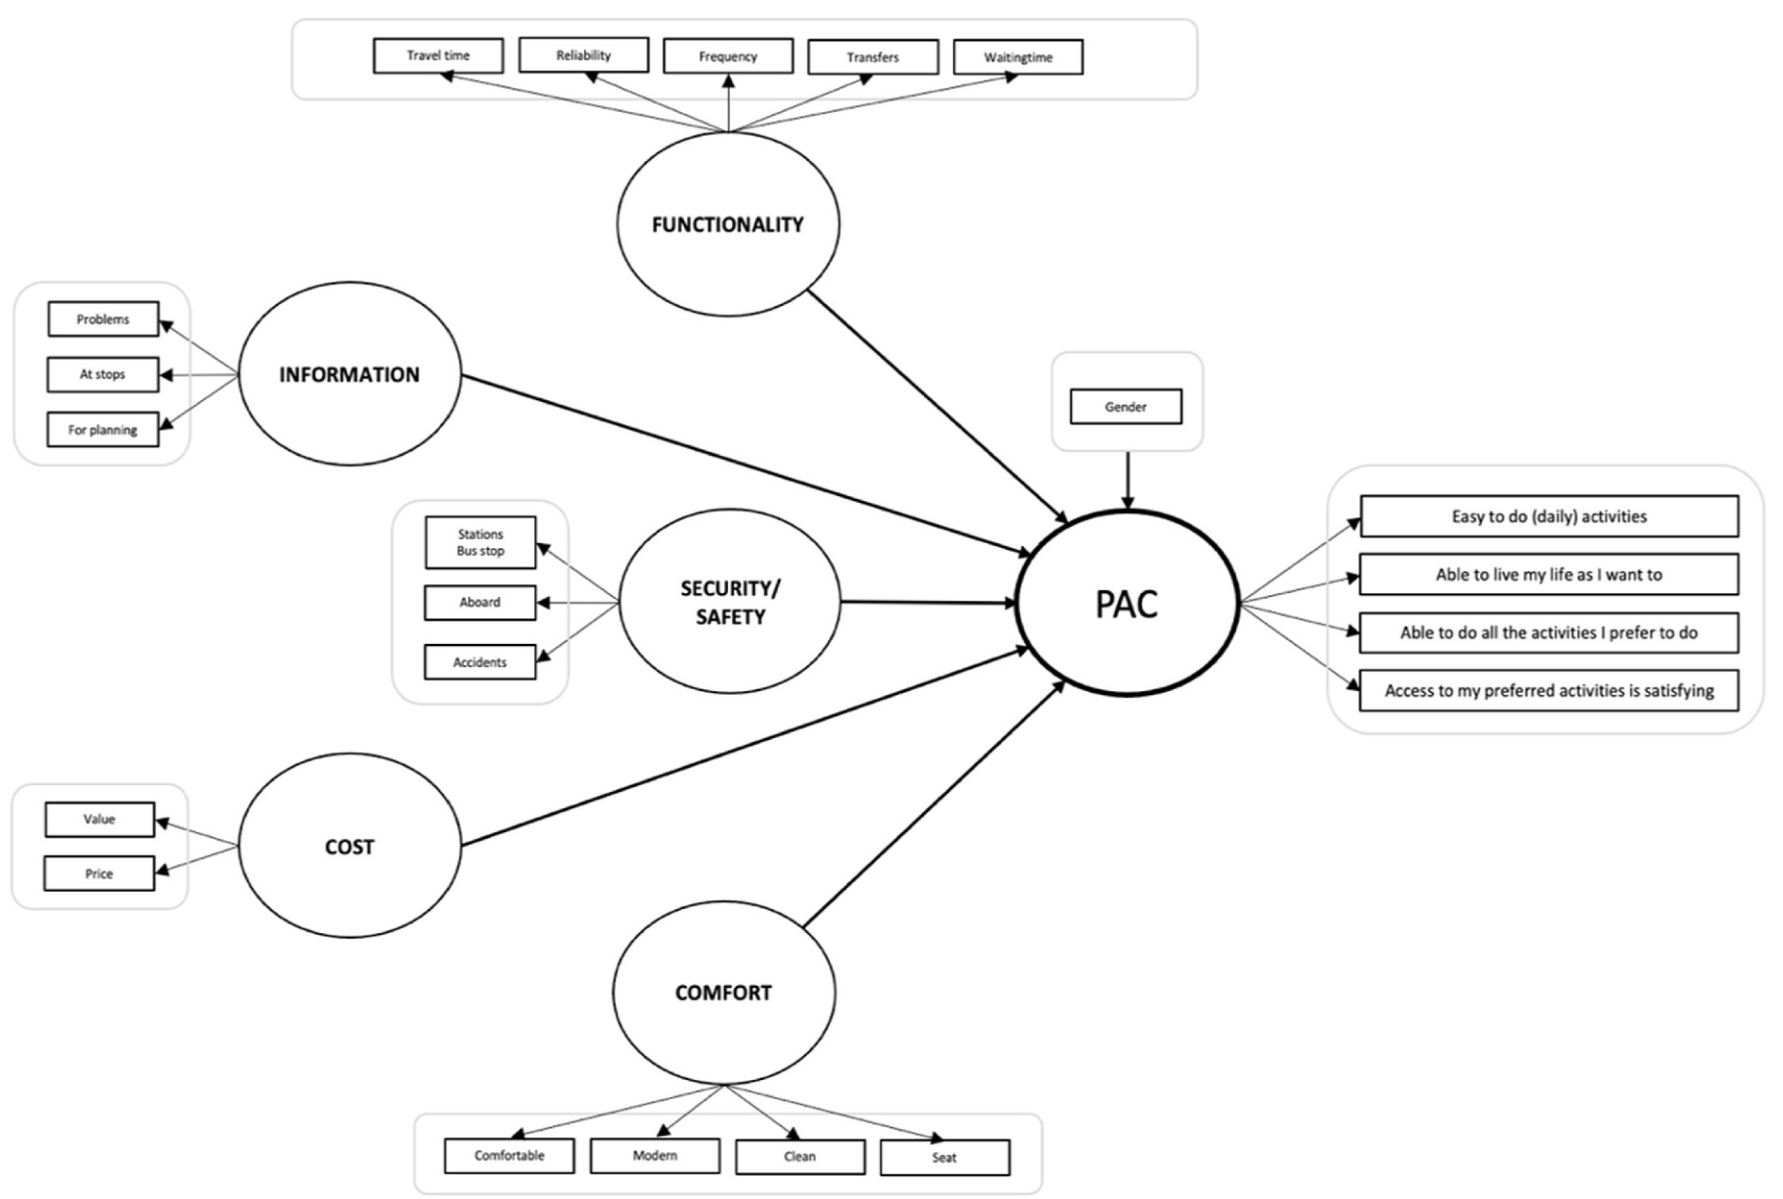 Travel time
Reliability
Frequency
Transfers
Waitingtime
FUNCTIONALITY
Problems
At stops
For planning
INFORMATION
Gender
Stations
Bus stop
Aboard
Accidents
SECURITY/
SAFETY
PAC
Easy to do (daily) activities
Able to live my life as I want to
Able to do all the activities I prefer to do
Access to my preferred activities is satisfying
Value
Price
COST
COMFORT
Comfortable
Modern
Clean
Seat